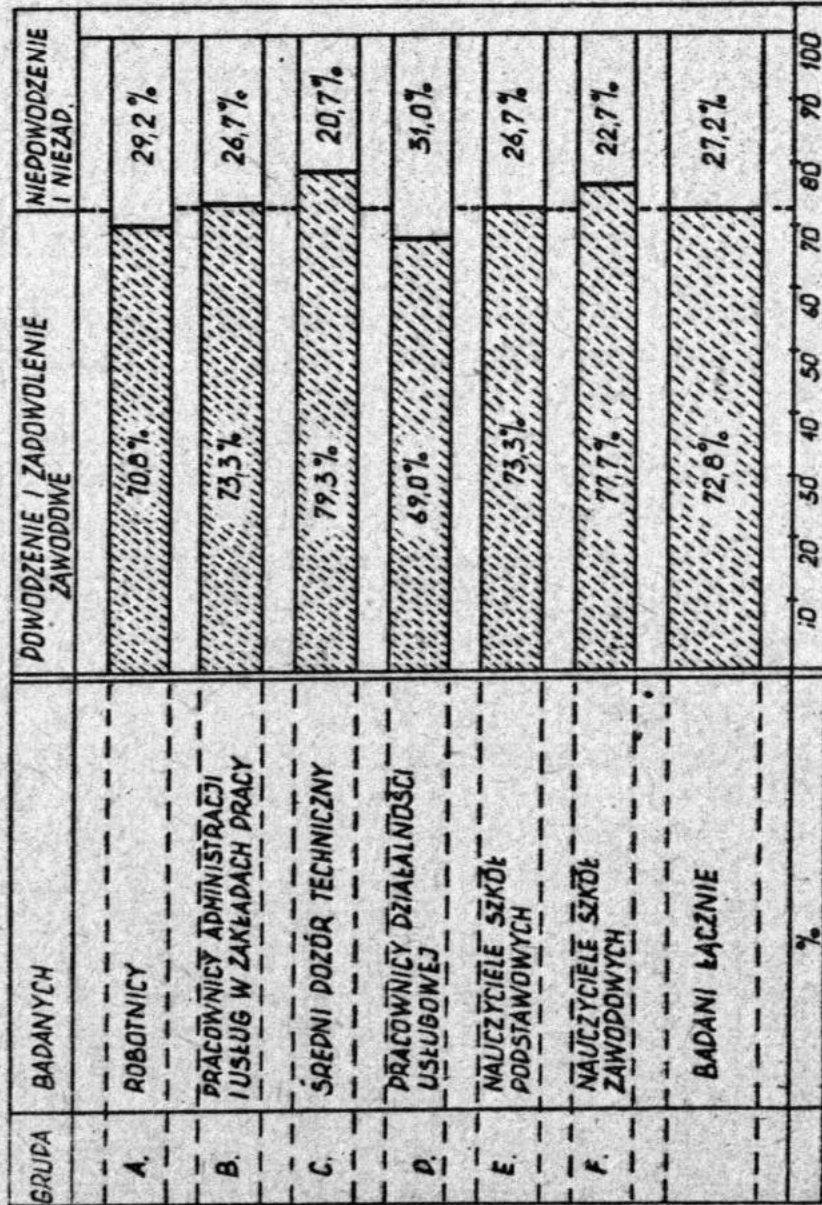 GRUPA BADANYCH POWODZENIE I ZADOWOLENIE NIEPOWODZENIE
ZAWODOWE I NIEZAD.
A. ROBOTNICY 70,8% 29,2%
B. PRACOWNICY ADMINISTRACJI 73,3% 26,7%
I USŁUG W ZAKŁADACH PRACY
C. ŚREDNI DOZÓR TECHNICZNY 79,3% 20,7%
D. PRACOWNICY DZIAŁALNOŚCI 69,0% 31,0%
USŁUGOWEJ
E. NAUCZYCIELE SZKÓŁ 73,3% 26,7%
PODSTAWOWYCH
F. NAUCZYCIELE SZKÓŁ 77,7% 22,7%
ZAWODOWYCH
BADANI ŁĄCZNIE 72,8% 27,2%
% 10 20 30 40 50 60 70 80 90 100